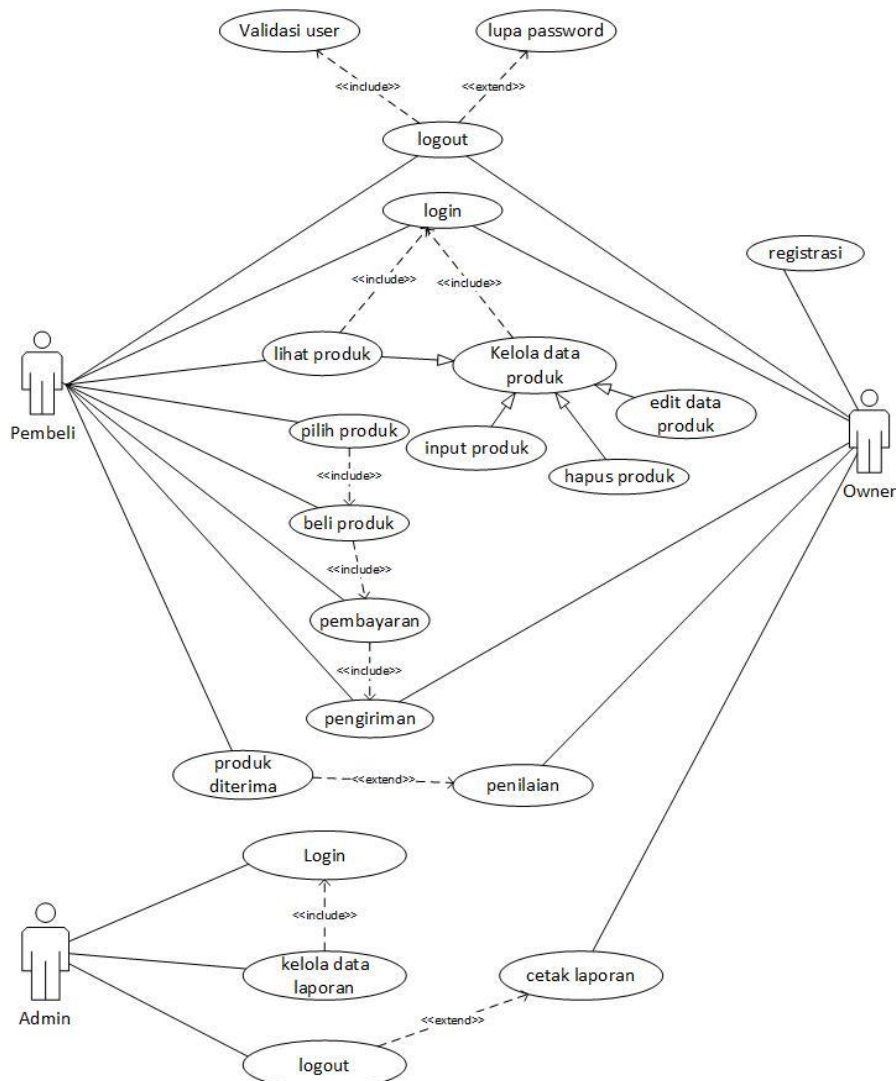 Validasi user
lupa password
<<include>>
<<extend>>
logout
login
registrasi
<<include>>
<<include>>
lihat produk
Kelola data
produk
edit data
produk
Pembeli
pilih produk
input produk
hapus produk
Owner
<<include>>
beli produk
<<include>>
pembayaran
<<include>>
pengiriman
produk
diterima
<<extend>>
penilaian
Login
<<include>>
kelola data
laporan
cetak laporan
Admin
<<extend>>
logout